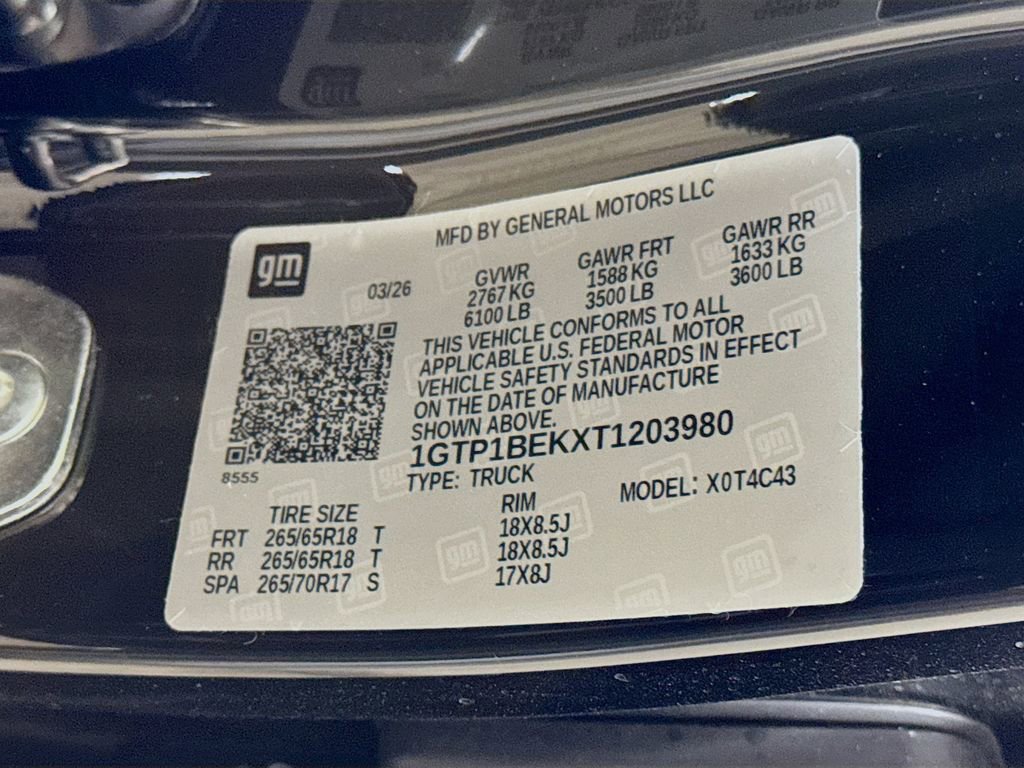 MFD BY GENERAL MOTORS LLC
gm
03/26
GVWR
2767 KG
6100 LB
GAWR FRT
1588 KG
3500 LB
GAWR RR
1633 KG
3600 LB
THIS VEHICLE CONFORMS TO ALL
APPLICABLE U.S. FEDERAL MOTOR
VEHICLE SAFETY STANDARDS IN EFFECT
ON THE DATE OF MANUFACTURE
SHOWN ABOVE.
1GTP1BEKXT1203980
8555
TYPE: TRUCK
MODEL: X0T4C43
TIRE SIZE RIM
FRT 265/65R18 T 18X8.5J
RR 265/65R18 T 18X8.5J
SPA 265/70R17 S 17X8J